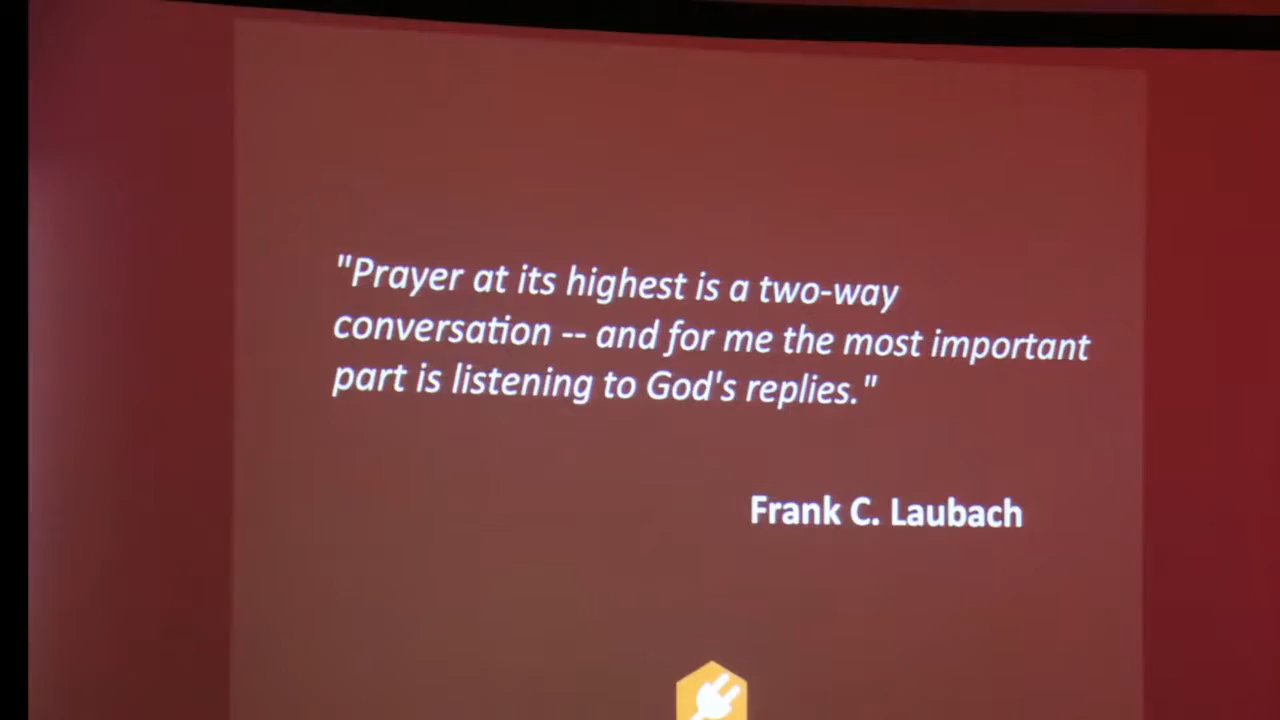 "Prayer at its highest is a two-way
conversation -- and for me the most important
part is listening to God's replies."
Frank C. Laubach